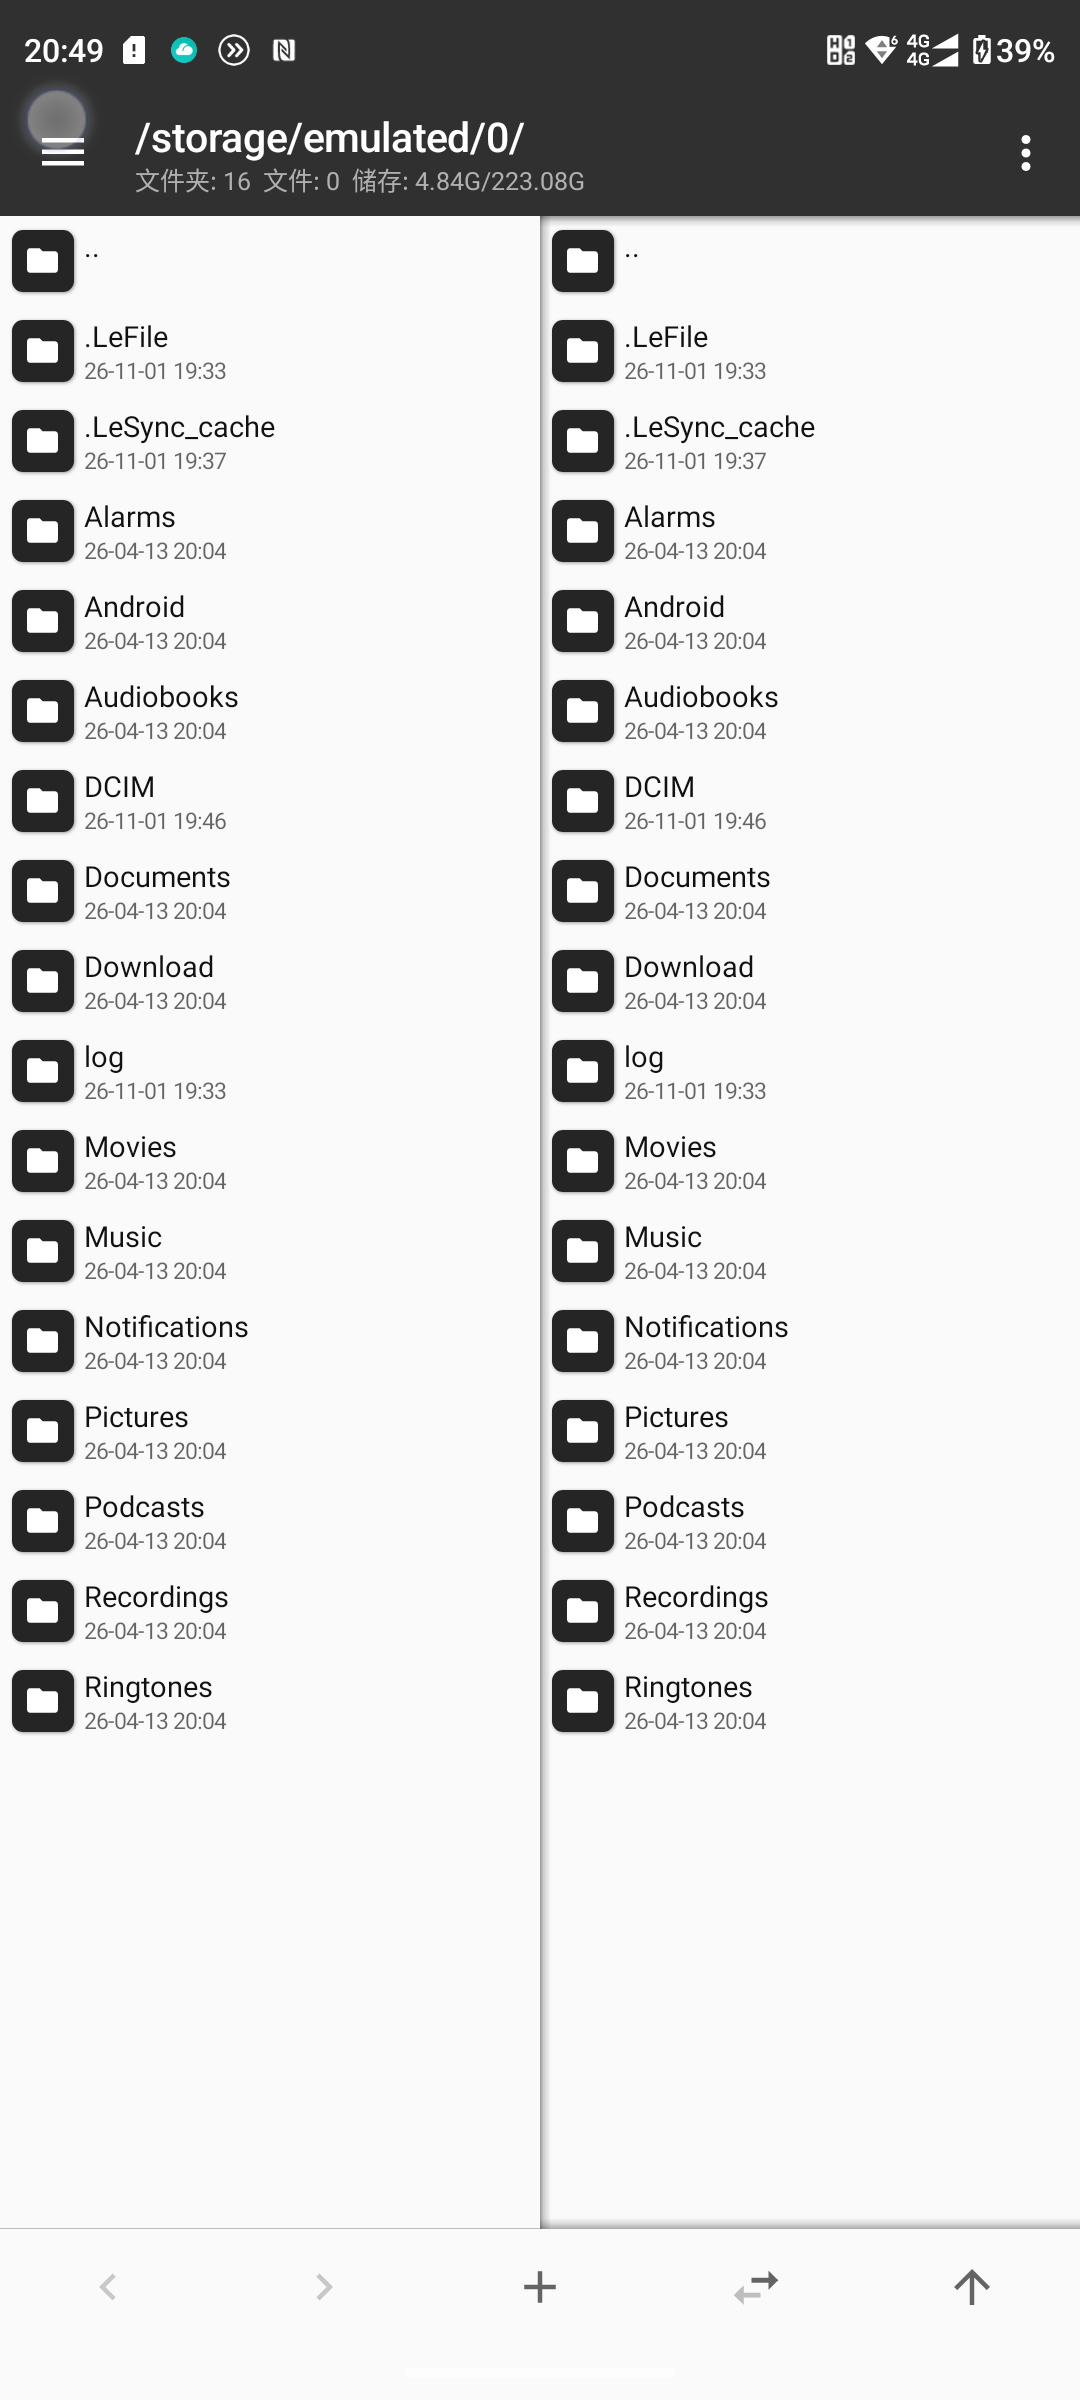 20:49
4G
4G
39%
/storage/emulated/0/
文件夹: 16 文件: 0 储存: 4.84G/223.08G
..
.LeFile
26-11-01 19:33
.LeSync_cache
26-11-01 19:37
Alarms
26-04-13 20:04
Android
26-04-13 20:04
Audiobooks
26-04-13 20:04
DCIM
26-11-01 19:46
Documents
26-04-13 20:04
Download
26-04-13 20:04
log
26-11-01 19:33
Movies
26-04-13 20:04
Music
26-04-13 20:04
Notifications
26-04-13 20:04
Pictures
26-04-13 20:04
Podcasts
26-04-13 20:04
Recordings
26-04-13 20:04
Ringtones
26-04-13 20:04
..
.LeFile
26-11-01 19:33
.LeSync_cache
26-11-01 19:37
Alarms
26-04-13 20:04
Android
26-04-13 20:04
Audiobooks
26-04-13 20:04
DCIM
26-11-01 19:46
Documents
26-04-13 20:04
Download
26-04-13 20:04
log
26-11-01 19:33
Movies
26-04-13 20:04
Music
26-04-13 20:04
Notifications
26-04-13 20:04
Pictures
26-04-13 20:04
Podcasts
26-04-13 20:04
Recordings
26-04-13 20:04
Ringtones
26-04-13 20:04